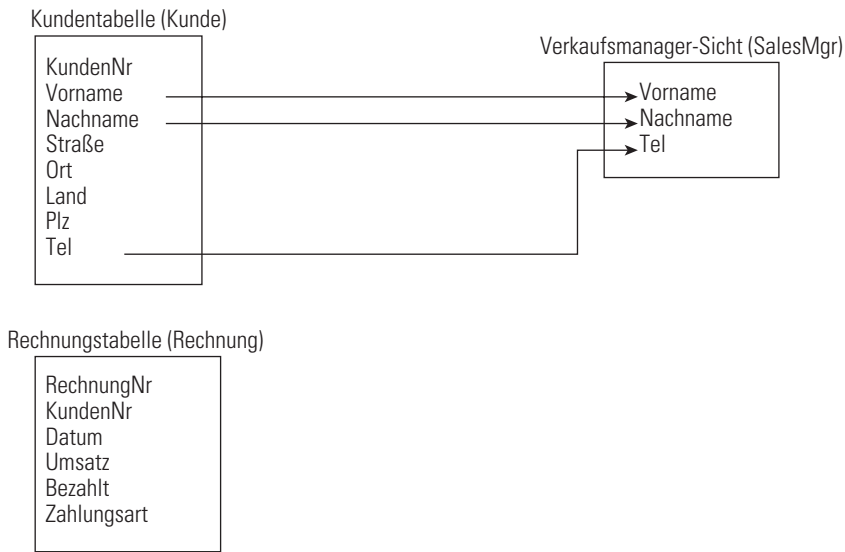 Kundentabelle (Kunde)
KundenNr
Vorname
Nachname
Straße
Ort
Land
Plz
Tel
Verkaufsmanager-Sicht (SalesMgr)
Vorname
Nachname
Tel
Rechnungstabelle (Rechnung)
RechnungNr
KundenNr
Datum
Umsatz
Bezahlt
Zahlungsart